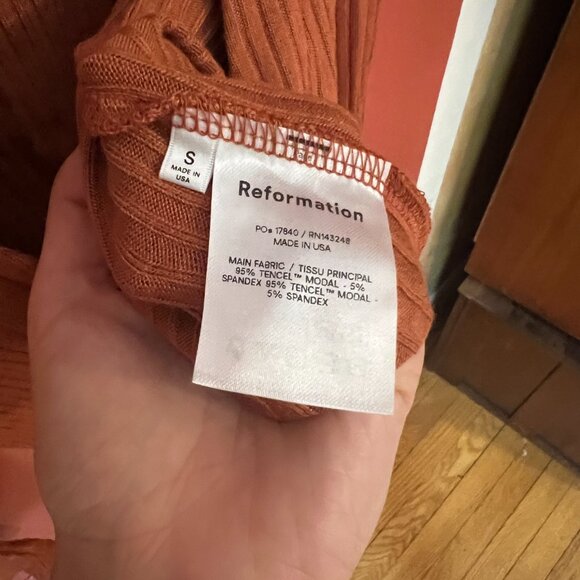 S
MADE IN
USA
Reformation
PO# 17840 / RN143248
MADE IN USA
MAIN FABRIC / TISSU PRINCIPAL
95% TENCEL™ MODAL - 5%
SPANDEX 95% TENCEL™ MODAL -
5% SPANDEX